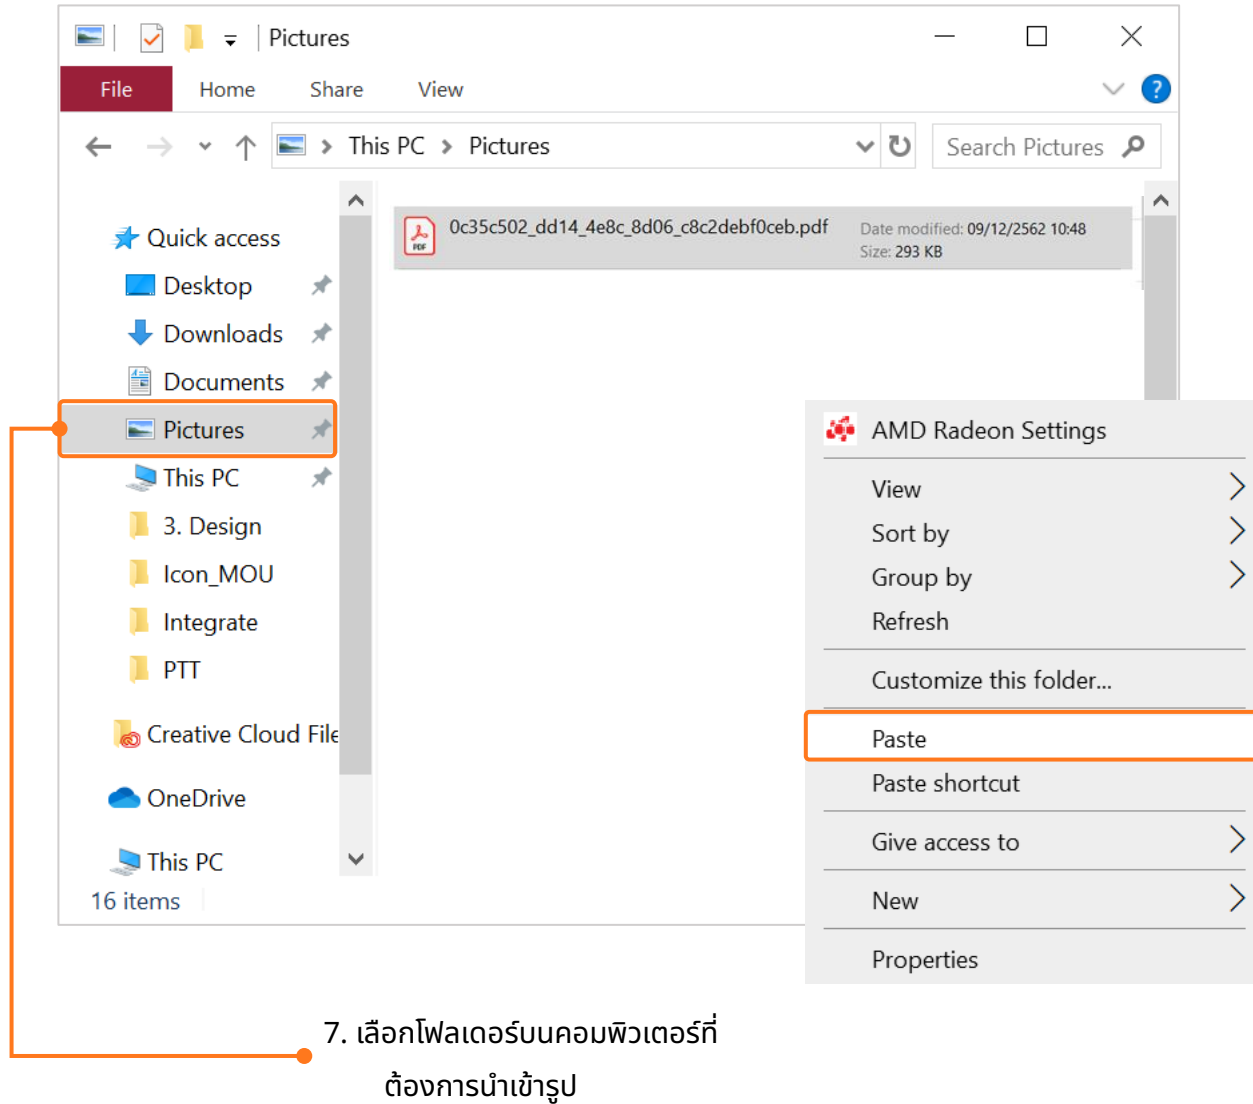 Pictures
File Home Share View
This PC Pictures
Search Pictures
Quick access
Desktop
Downloads
Documents
Pictures
This PC
3. Design
Icon_MOU
Integrate
PTT
Creative Cloud File
OneDrive
This PC
16 items
PDF
0c35c502_dd14_4e8c_8d06_c8c2debf0ceb.pdf
Date modified: 09/12/2562 10:48
Size: 293 KB
AMD Radeon Settings
View
Sort by
Group by
Refresh
Customize this folder...
Paste
Paste shortcut
Give access to
New
Properties
7. เลือกโฟลเดอร์บนคอมพิวเตอร์ที่
ต้องการนำเข้ารูป